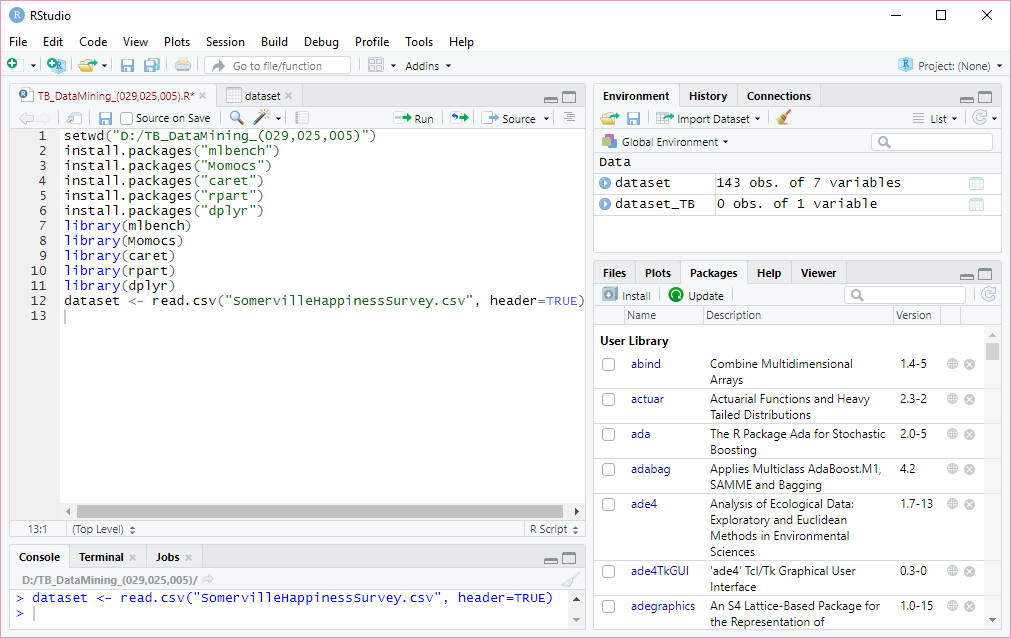 RStudio
File Edit Code View Plots Session Build Debug Profile Tools Help
Go to file/function Addins Project: (None)
TB_DataMining_(029,025,005).R* dataset
Source on Save Run Source
1 setwd("D:/TB_DataMining_(029,025,005)")
2 install.packages("mlbench")
3 install.packages("Momocs")
4 install.packages("caret")
5 install.packages("rpart")
6 install.packages("dplyr")
7 library(mlbench)
8 library(Momocs)
9 library(caret)
10 library(rpart)
11 library(dplyr)
12 dataset <- read.csv("SomervilleHappinessSurvey.csv", header=TRUE)
13
13:1 (Top Level) R Script
Console Terminal Jobs
D:/TB_DataMining_(029,025,005)/
> dataset <- read.csv("SomervilleHappinessSurvey.csv", header=TRUE)
>
Environment History Connections
Import Dataset List
Global Environment
Data
dataset 143 obs. of 7 variables
dataset_TB 0 obs. of 1 variable
Files Plots Packages Help Viewer
Install Update
Name Description Version
User Library
abind Combine Multidimensional 1.4-5
Arrays
actuar Actuarial Functions and Heavy 2.3-2
Tailed Distributions
ada The R Package Ada for Stochastic 2.0-5
Boosting
adabag Applies Multiclass AdaBoost.M1, 4.2
SAMME and Bagging
ade4 Analysis of Ecological Data: 1.7-13
Exploratory and Euclidean
Methods in Environmental
Sciences
ade4TkGUI 'ade4' Tcl/Tk Graphical User 0.3-0
Interface
adegraphics An S4 Lattice-Based Package for 1.0-15
the Representation of